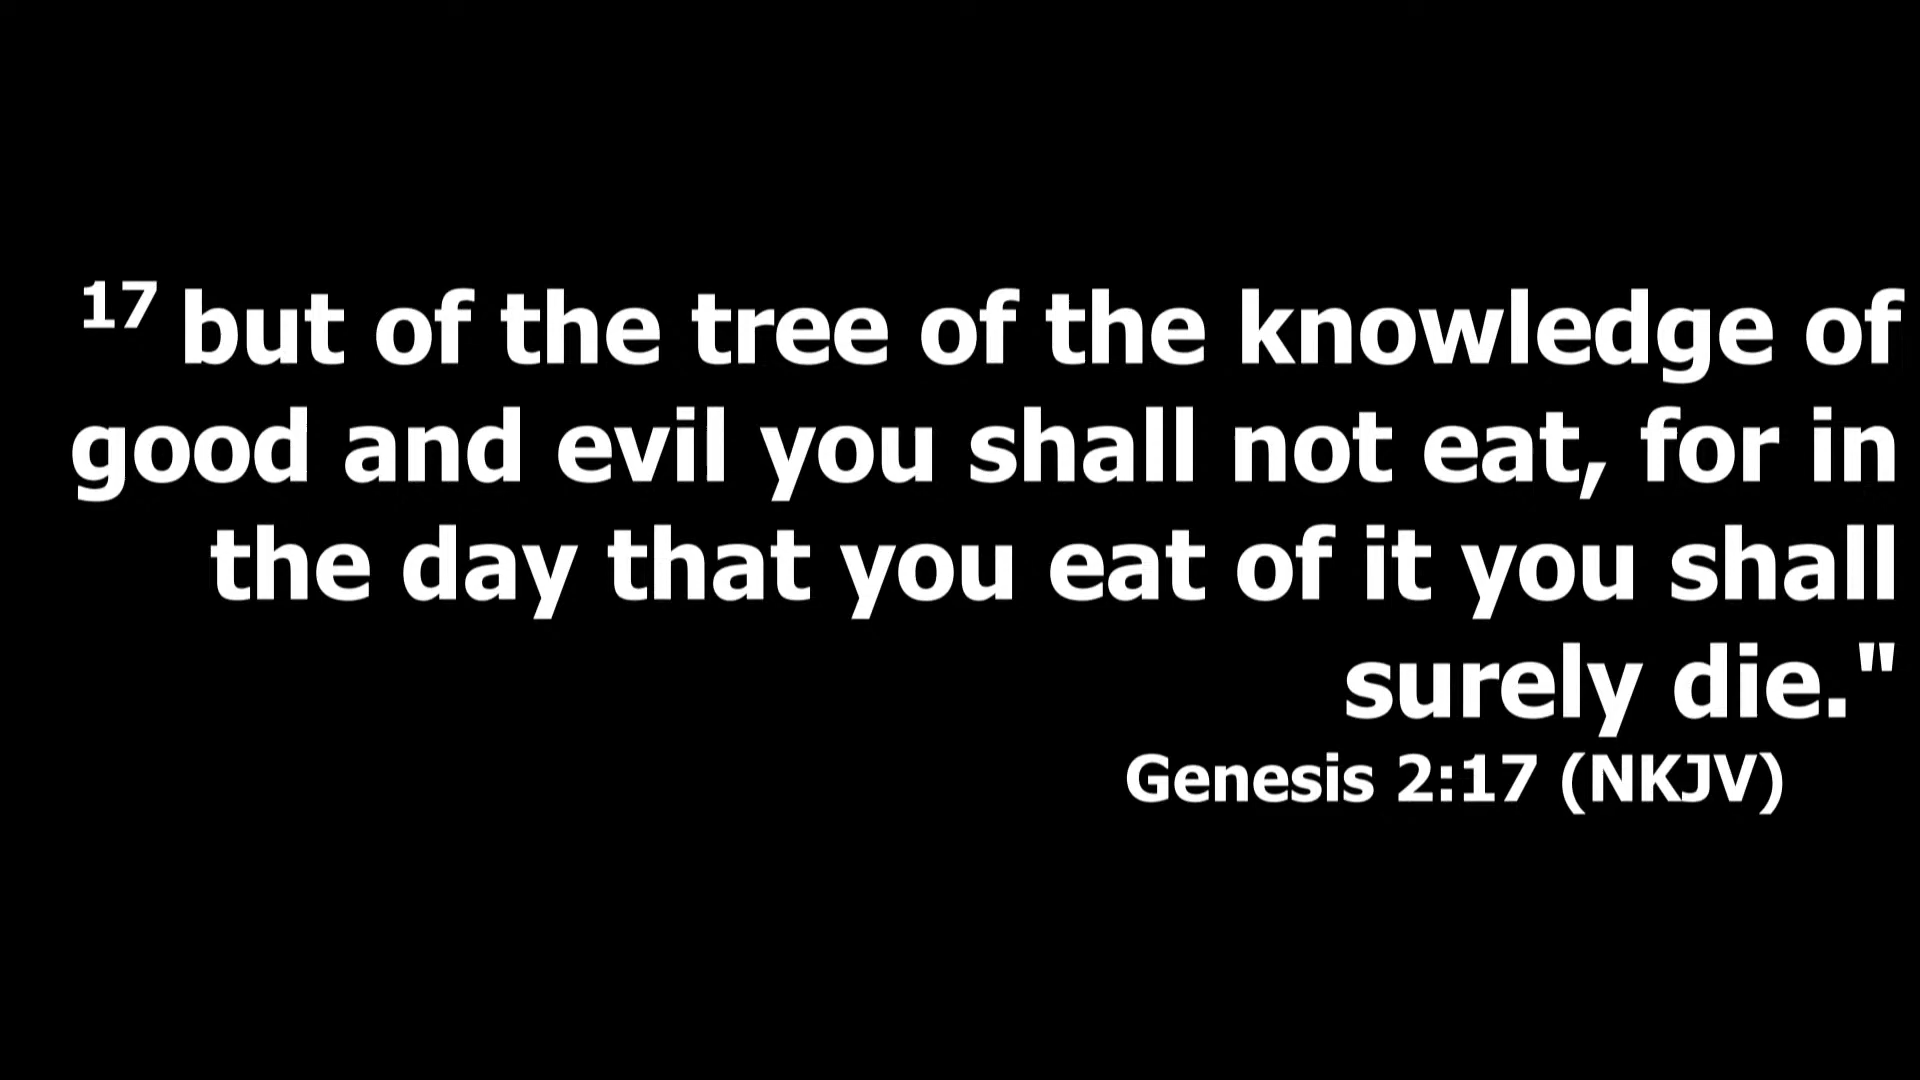 17 but of the tree of the knowledge of
good and evil you shall not eat, for in
the day that you eat of it you shall
surely die."
Genesis 2:17 (NKJV)